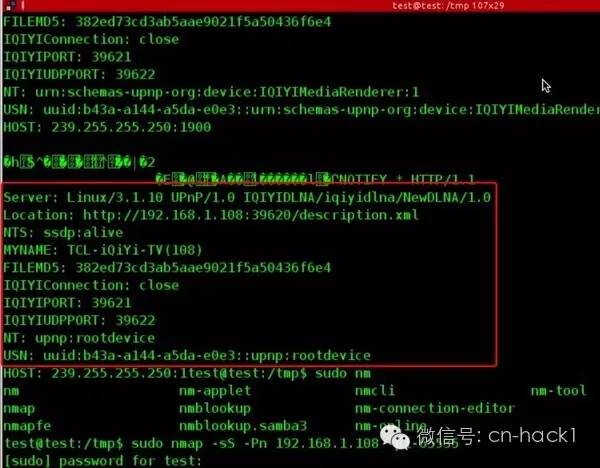 test@test: /tmp 107x29
FILEMD5: 382ed73cd3ab5aae9021f5a50436f6e4
IQIYIConnection: close
IQIYIPORT: 39621
IQIYIUDPPORT: 39622
NT: urn:schemas-upnp-org:device:IQIYIMediaRenderer:1
USN: uuid:b43a-a144-a5da-e0e3::urn:schemas-upnp-org:device:IQIYIMediaRender
HOST: 239.255.255.250:1900
NOTIFY * HTTP/1.1
Server: Linux/3.1.10 UPnP/1.0 IQIYIDLNA/iqiyidlna/NewDLNA/1.0
Location: http://192.168.1.108:39620/description.xml
NTS: ssdp:alive
MYNAME: TCL-iQiYi-TV(108)
FILEMD5: 382ed73cd3ab5aae9021f5a50436f6e4
IQIYIConnection: close
IQIYIPORT: 39621
IQIYIUDPPORT: 39622
NT: upnp:rootdevice
USN: uuid:b43a-a144-a5da-e0e3::upnp:rootdevice
HOST: 239.255.255.250:1test@test:/tmp$ sudo nm
nm nm-applet nmcli nm-tool
nmap nmblookup nm-connection-editor
nmapfe nmblookup.samba3 nm-online
test@test:/tmp$ sudo nmap -sS -Pn 192.168.1.108
[sudo] password for test:
微信号: cn-hack1